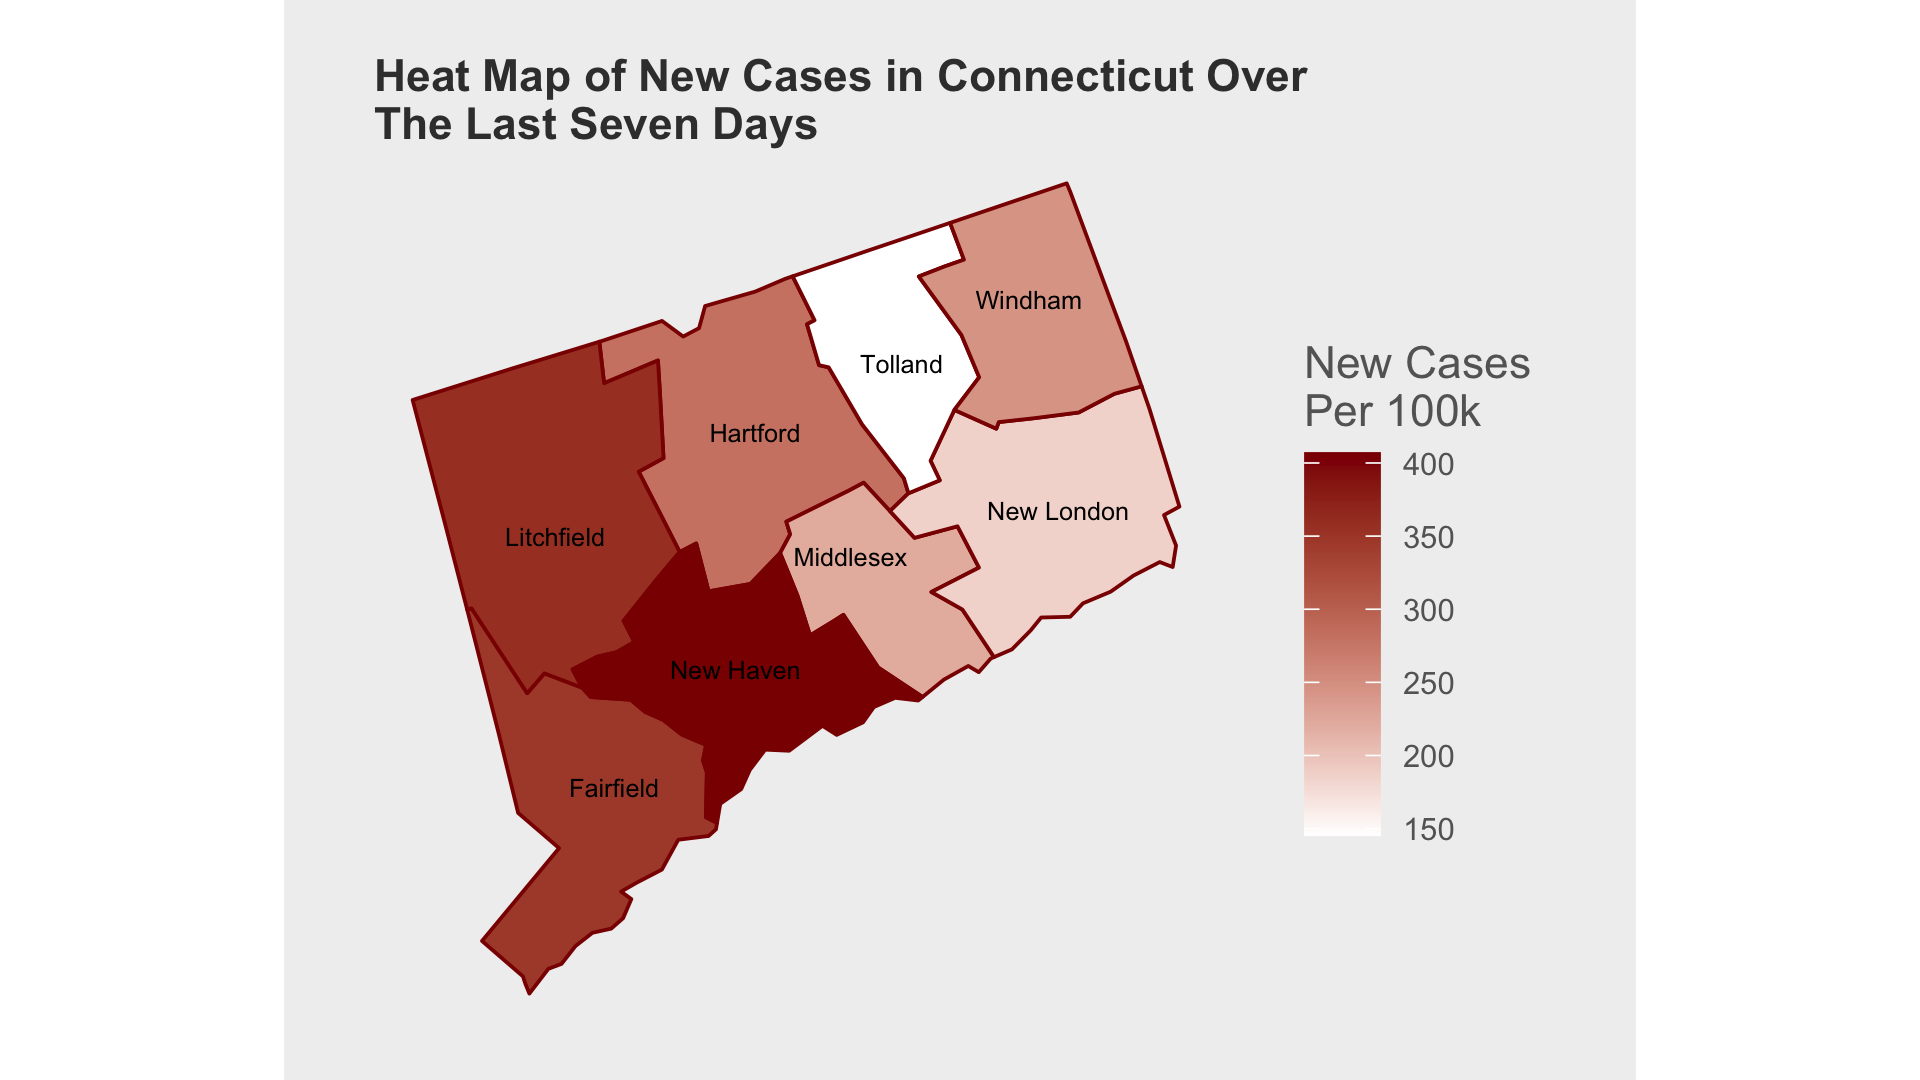 Heat Map of New Cases in Connecticut Over
The Last Seven Days
Windham
Tolland
Hartford
New London
Litchfield
Middlesex
New Haven
Fairfield
New Cases
Per 100k
400
350
300
250
200
150